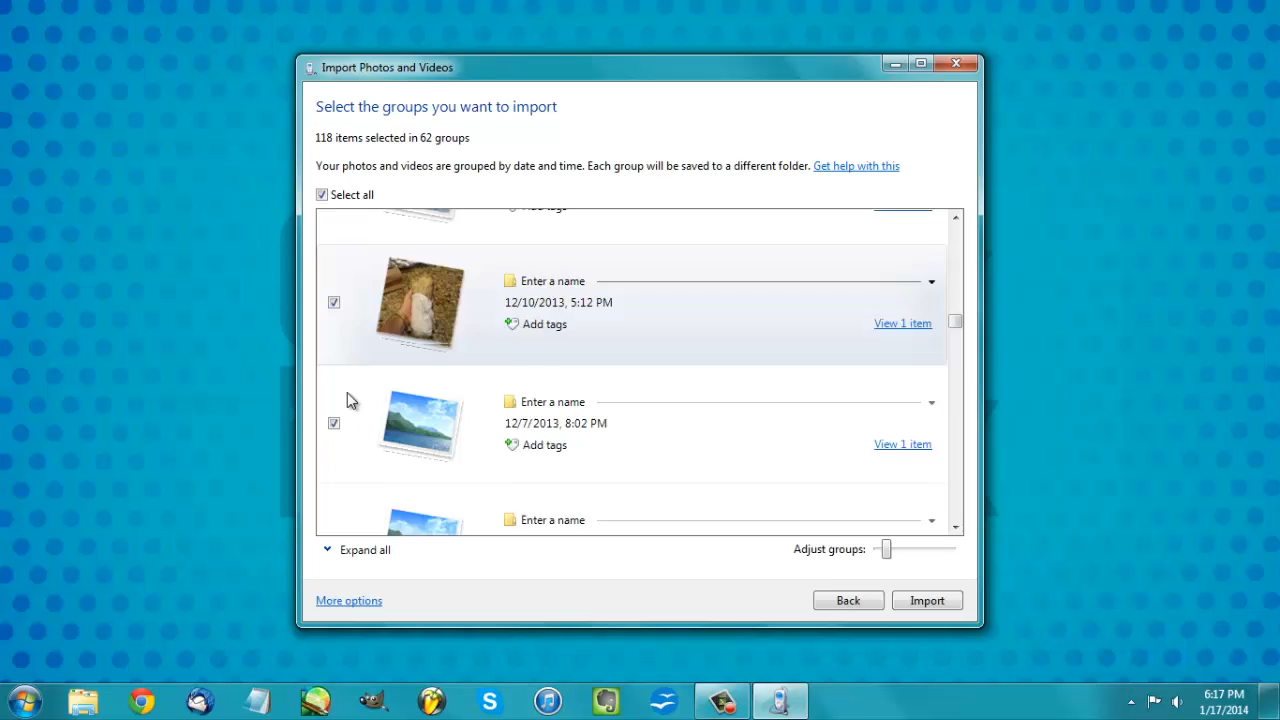 Import Photos and Videos
Select the groups you want to import
118 items selected in 62 groups
Your photos and videos are grouped by date and time. Each group will be saved to a different folder. Get help with this
Select all
Add tags
Enter a name
12/10/2013, 5:12 PM
Add tags
View 1 item
Enter a name
12/7/2013, 8:02 PM
Add tags
View 1 item
Enter a name
Expand all
Adjust groups:
More options
Back
Import
6:17 PM
1/17/2014